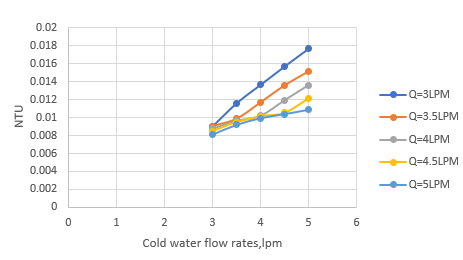 0.02
0.018
0.016
0.014
0.012
0.01
0.008
0.006
0.004
0.002
0
NTU
0 1 2 3 4 5 6
Cold water flow rates,lpm
Q=3LPM
Q=3.5LPM
Q=4LPM
Q=4.5LPM
Q=5LPM